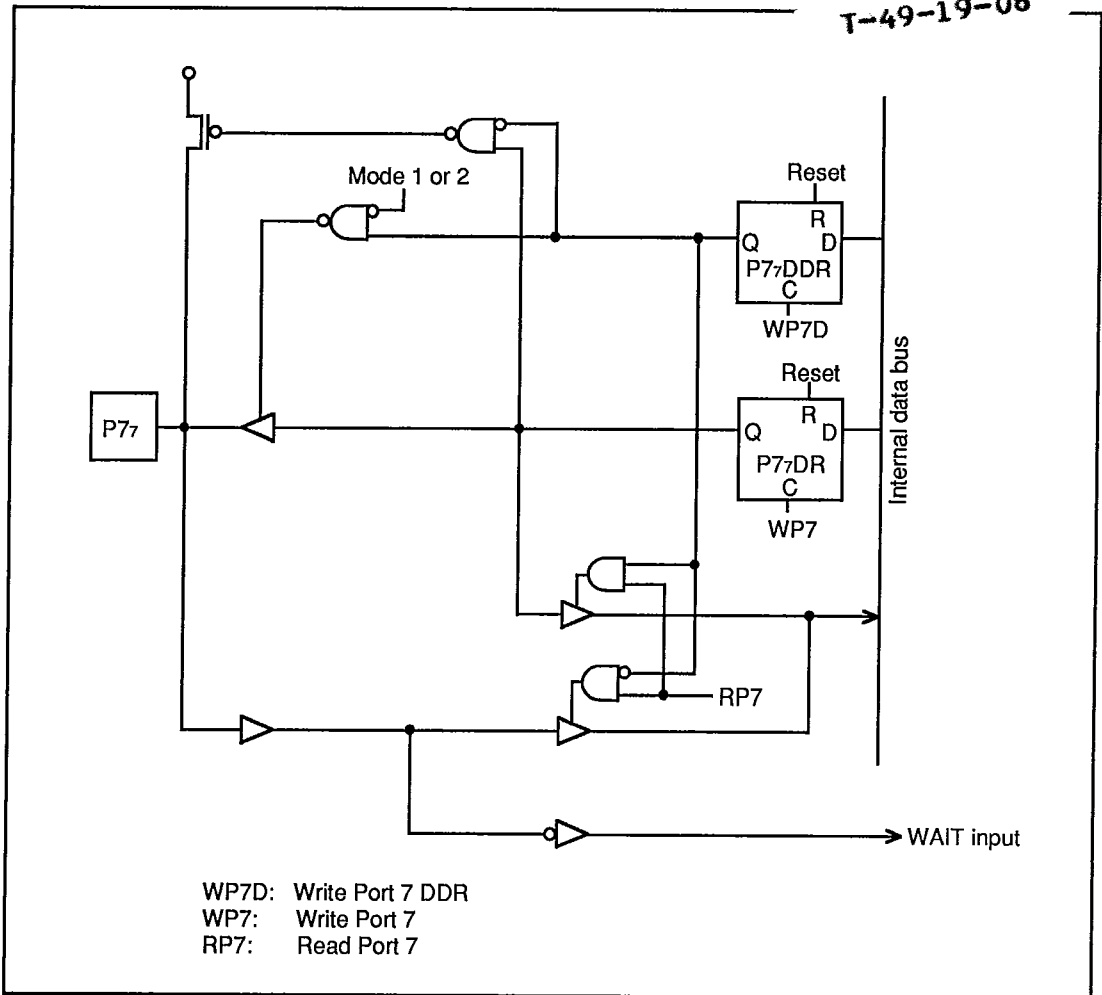 T-49-19-08
Mode 1 or 2
Reset
R
Q D
P7₇DDR
C
WP7D
Reset
R
Q D
P7₇DR
C
WP7
Internal data bus
P7₇
RP7
WAIT input
WP7D: Write Port 7 DDR
WP7: Write Port 7
RP7: Read Port 7